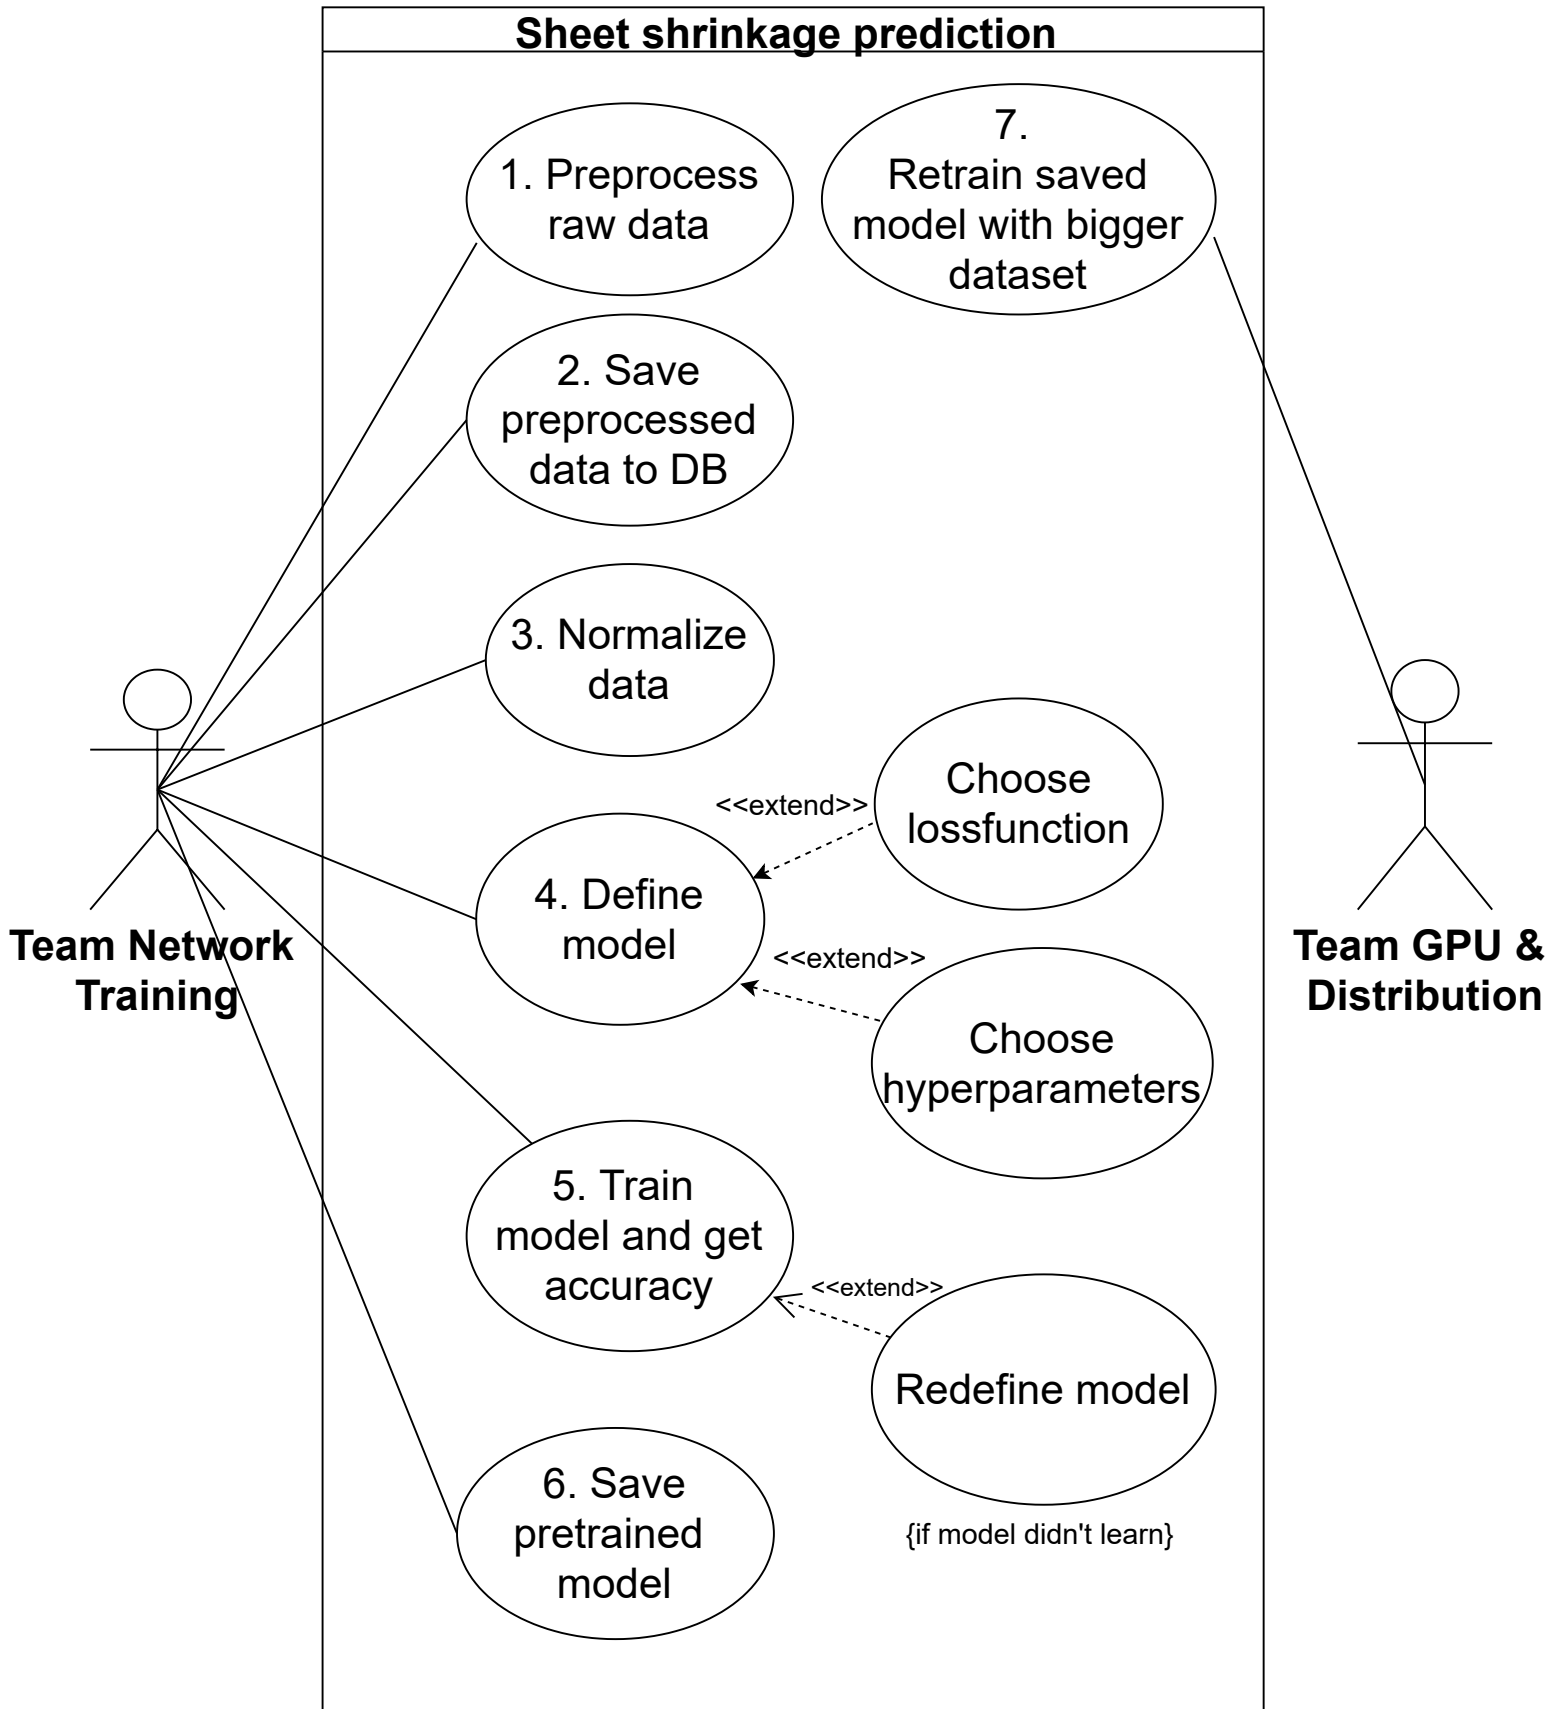 Sheet shrinkage prediction
1. Preprocess
raw data
7.
Retrain saved
model with bigger
dataset
2. Save
preprocessed
data to DB
3. Normalize
data
<<extend>>
Choose
lossfunction
4. Define
model
<<extend>>
Choose
hyperparameters
Team Network
Training
Team GPU &
Distribution
5. Train
model and get
accuracy
<<extend>>
Redefine model
{if model didn't learn}
6. Save
pretrained
model